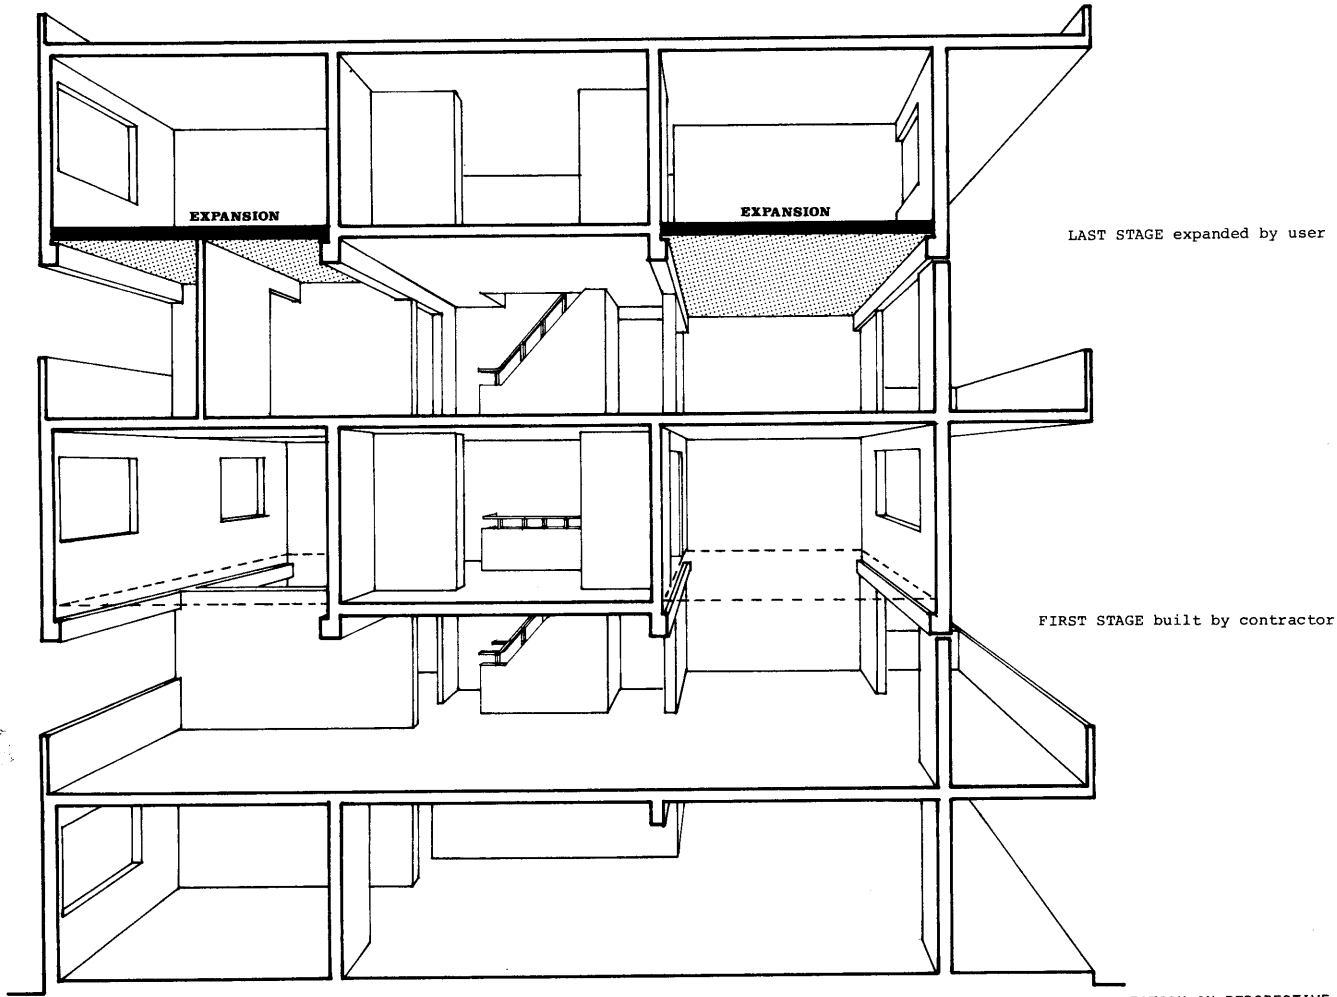 EXPANSION
EXPANSION
LAST STAGE expanded by user
FIRST STAGE built by contractor